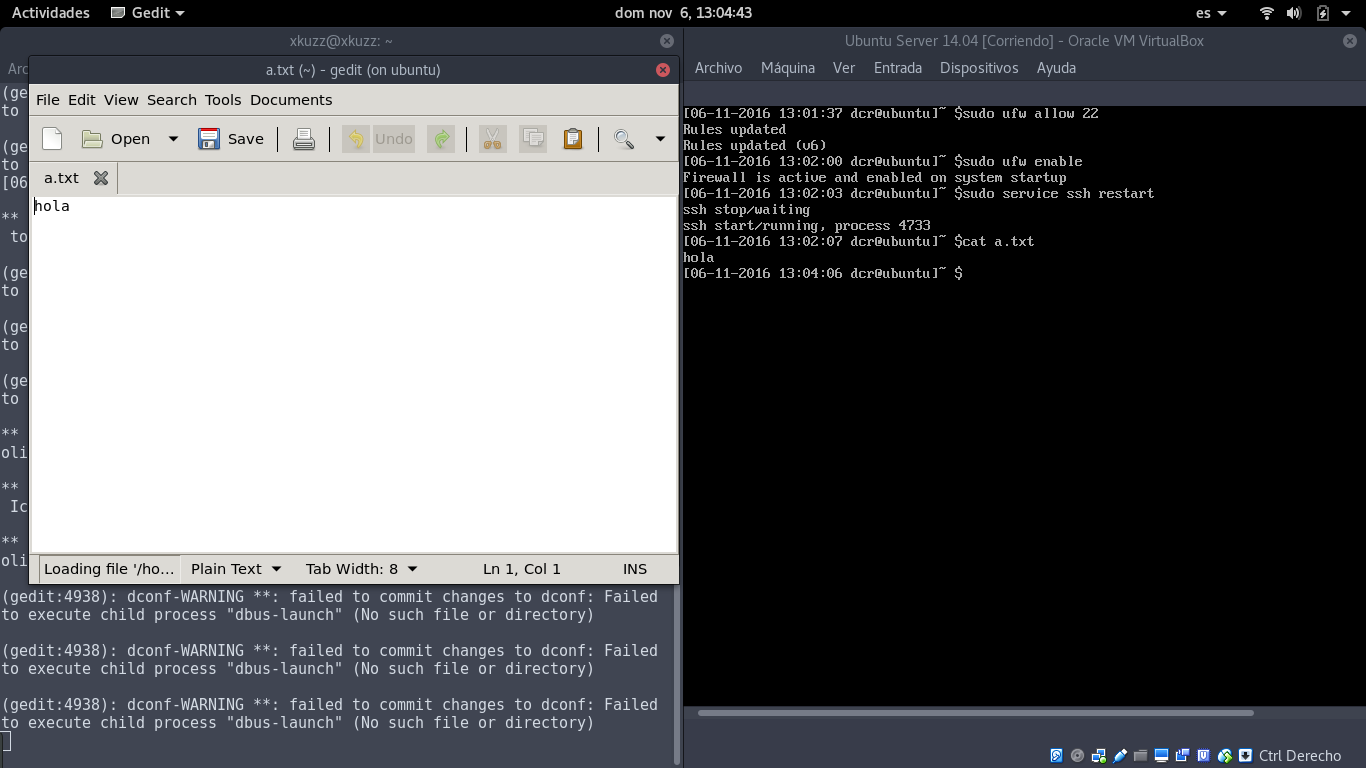 Actividades Gedit dom nov 6, 13:04:43 es
xkuzz@xkuzz: ~
Arc
(ge
to
(ge
to
[06
**
to
(ge
to
(ge
to
(ge
to
**
oli
**
Ic
**
oli
a.txt (~) - gedit (on ubuntu)
File Edit View Search Tools Documents
Open Save Undo
a.txt
hola
Loading file '/ho... Plain Text Tab Width: 8 Ln 1, Col 1 INS
(gedit:4938): dconf-WARNING **: failed to commit changes to dconf: Failed
to execute child process "dbus-launch" (No such file or directory)
(gedit:4938): dconf-WARNING **: failed to commit changes to dconf: Failed
to execute child process "dbus-launch" (No such file or directory)
(gedit:4938): dconf-WARNING **: failed to commit changes to dconf: Failed
to execute child process "dbus-launch" (No such file or directory)
Ubuntu Server 14.04 [Corriendo] - Oracle VM VirtualBox
Archivo Máquina Ver Entrada Dispositivos Ayuda
[06-11-2016 13:01:37 dcr@ubuntu]~ $sudo ufw allow 22
Rules updated
Rules updated (v6)
[06-11-2016 13:02:00 dcr@ubuntu]~ $sudo ufw enable
Firewall is active and enabled on system startup
[06-11-2016 13:02:03 dcr@ubuntu]~ $sudo service ssh restart
ssh stop/waiting
ssh start/running, process 4733
[06-11-2016 13:02:07 dcr@ubuntu]~ $cat a.txt
hola
[06-11-2016 13:04:06 dcr@ubuntu]~ $
Ctrl Derecho